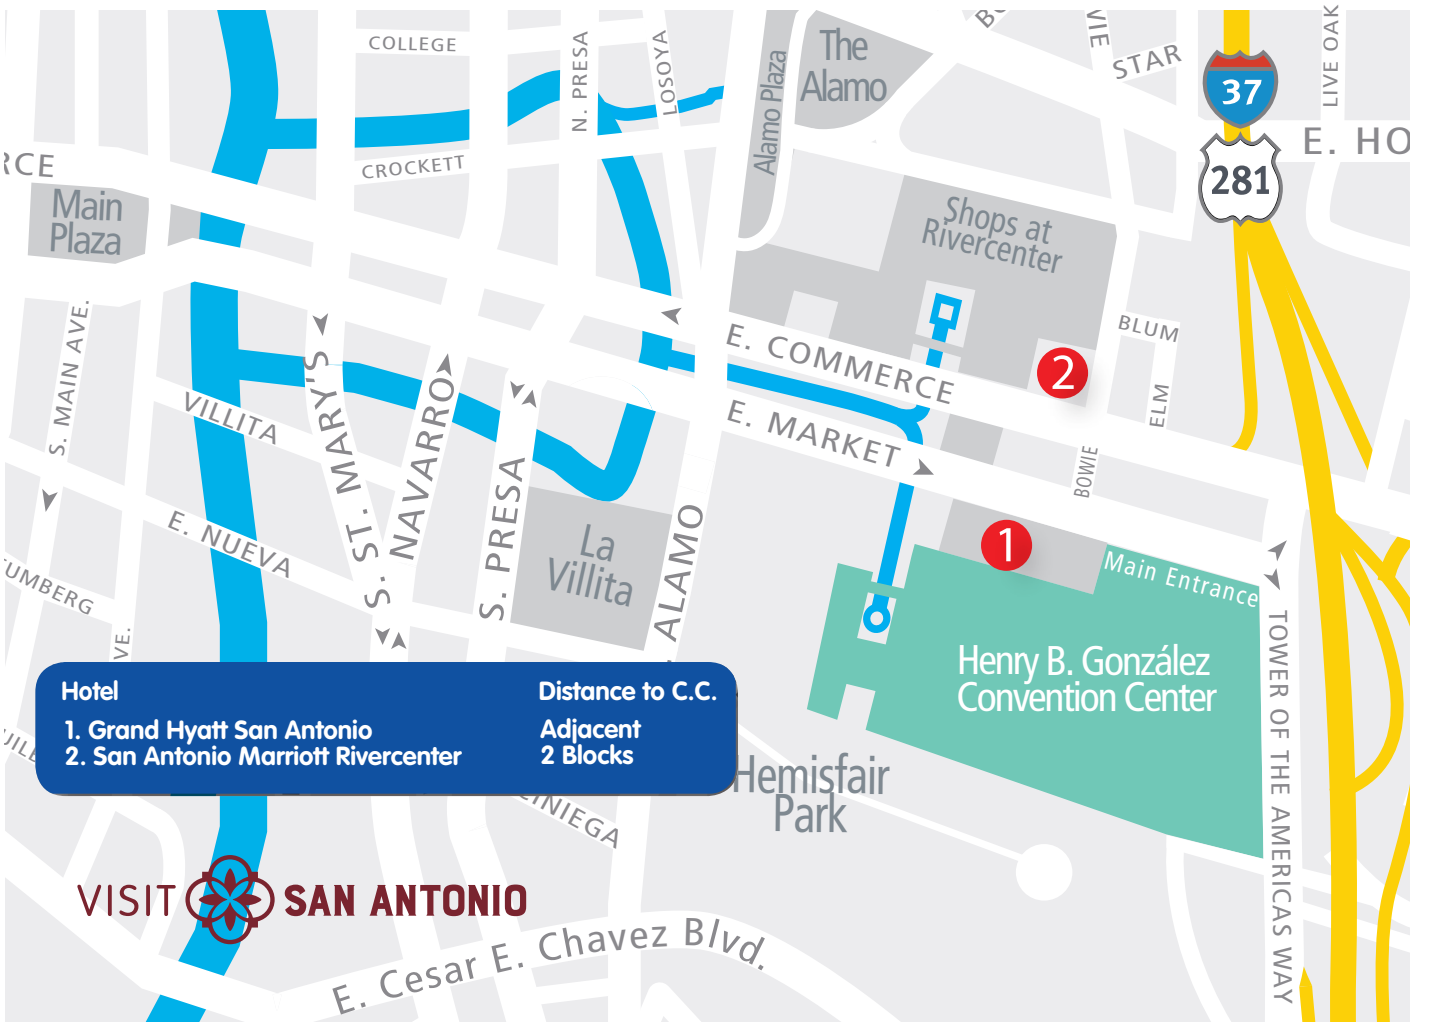 COLLEGE
N. PRESA
LOSOYA
Alamo Plaza
The
Alamo
STAR
37
LIVE OAK
281
E. HO
RCE
CROCKETT
Main
Plaza
Shops at
Rivercenter
S. MAIN AVE.
BLUM
E. COMMERCE
2
ELM
VILLITA
S. ST. MARY'S
NAVARRO
E. MARKET
BOWIE
S. PRESA
E. NUEVA
La
Villita
ALAMO
1
Main Entrance
UMBERG
VE.
Henry B. González
Convention Center
TOWER OF THE AMERICAS WAY
Hotel Distance to C.C.
1. Grand Hyatt San Antonio Adjacent
2. San Antonio Marriott Rivercenter 2 Blocks
Hemisfair
Park
INIEGA
VISIT SAN ANTONIO
E. Cesar E. Chavez Blvd.